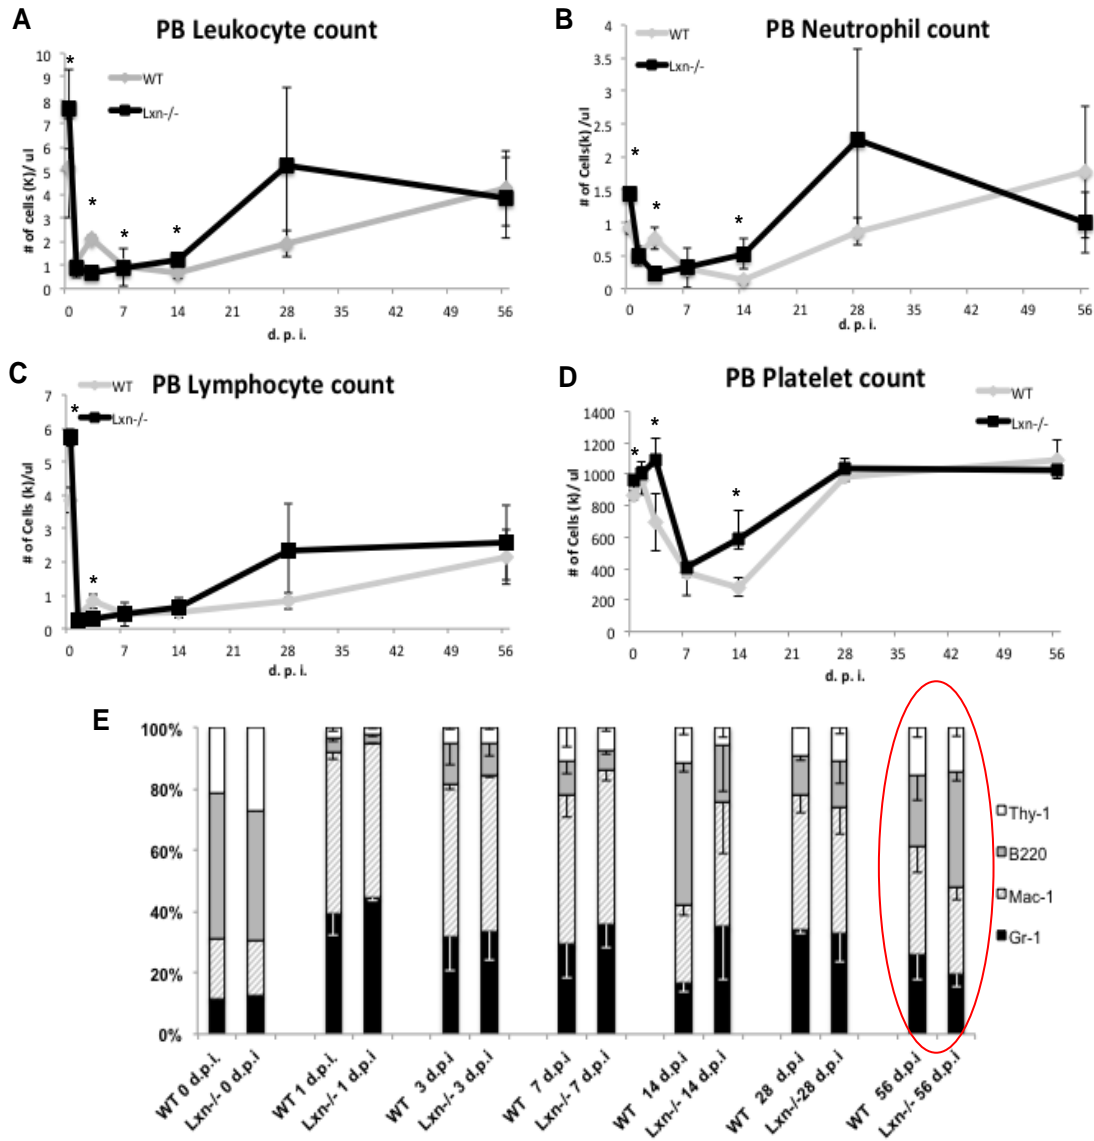 A
PB Leukocyte count
# of cells (K)/ ul
10
9
8
7
6
5
4
3
2
1
0
*
*
*
*
WT
Lxn-/-
0 7 14 21 28 35 42 49 56
d. p. i.
B
PB Neutrophil count
# of Cells(k) /ul
4
3.5
3
2.5
2
1.5
1
0.5
0
*
*
*
WT
Lxn-/-
0 7 14 21 28 35 42 49 56
d. p. i.
C
PB Lymphocyte count
# of Cells (k)/ul
7
6
5
4
3
2
1
0
*
*
WT
Lxn-/-
0 7 14 21 28 35 42 49 56
d. p. i.
D
PB Platelet count
# of Cells (k)/ ul
1400
1200
1000
800
600
400
200
0
*
*
*
WT
Lxn-/-
0 7 14 21 28 35 42 49 56
d. p. i.
E
100%
80%
60%
40%
20%
0%
WT 0 d.p.i.
Lxn-/- 0 d.p.i
WT 1 d.p.i.
Lxn-/- 1 d.p.i
WT 3 d.p.i
Lxn-/- 3 d.p.i
WT 7 d.p.i
Lxn-/- 7 d.p.i
WT 14 d.p.i
Lxn-/- 14 d.p.i
WT 28 d.p.i
Lxn-/-28 d.p.i
WT 56 d.p.i
Lxn-/- 56 d.p.i
Thy-1
B220
Mac-1
Gr-1